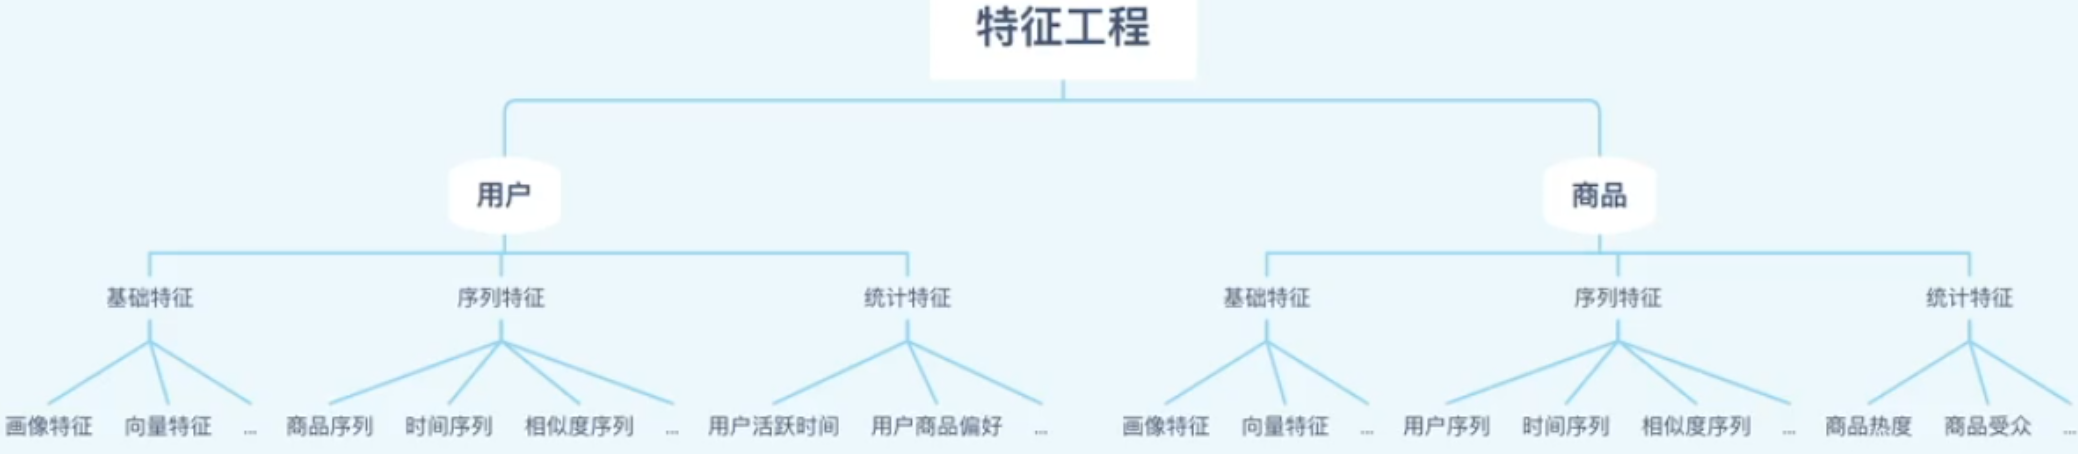 特征工程
用户
商品
基础特征
序列特征
统计特征
基础特征
序列特征
统计特征
画像特征
向量特征
...
商品序列
时间序列
相似度序列
...
用户活跃时间
用户商品偏好
...
画像特征
向量特征
...
用户序列
时间序列
相似度序列
...
商品热度
商品受众
...